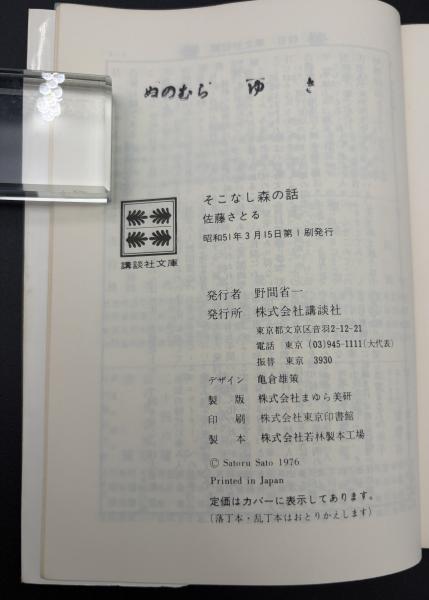 ぬのむら ゆき
そこなし森の話
佐藤さとる
昭和51年3月15日第1刷発行
講談社文庫
発行者 野間省一
発行所 株式会社講談社
東京都文京区音羽2-12-21
電話 東京 (03)945-1111(大代表)
振替 東京 3930
デザイン 亀倉雄策
製版 株式会社まゆら美研
印刷 株式会社東京印書館
製本 株式会社若林製本工場
© Satoru Sato 1976
Printed in Japan
定価はカバーに表示してあります。
(落丁本・乱丁本はおとりかえします)